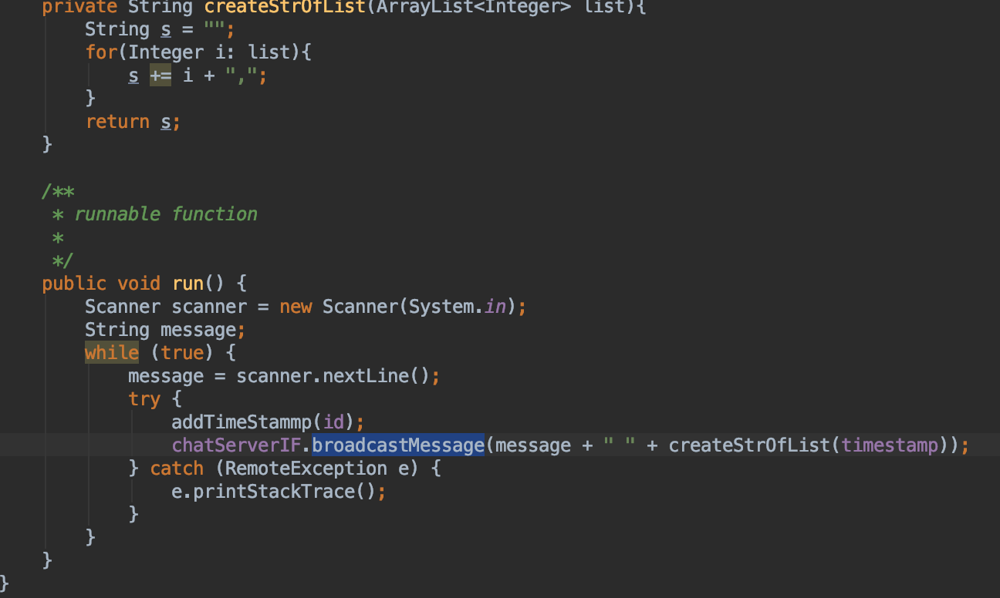 private String createStrOfList(ArrayList<Integer> list){
String s = "";
for(Integer i: list){
s += i + ",";
}
return s;
}
/**
* runnable function
*
*/
public void run() {
Scanner scanner = new Scanner(System.in);
String message;
while (true) {
message = scanner.nextLine();
try {
addTimeStammp(id);
chatServerIF.broadcastMessage(message + " " + createStrOfList(timestamp));
} catch (RemoteException e) {
e.printStackTrace();
}
}
}
}